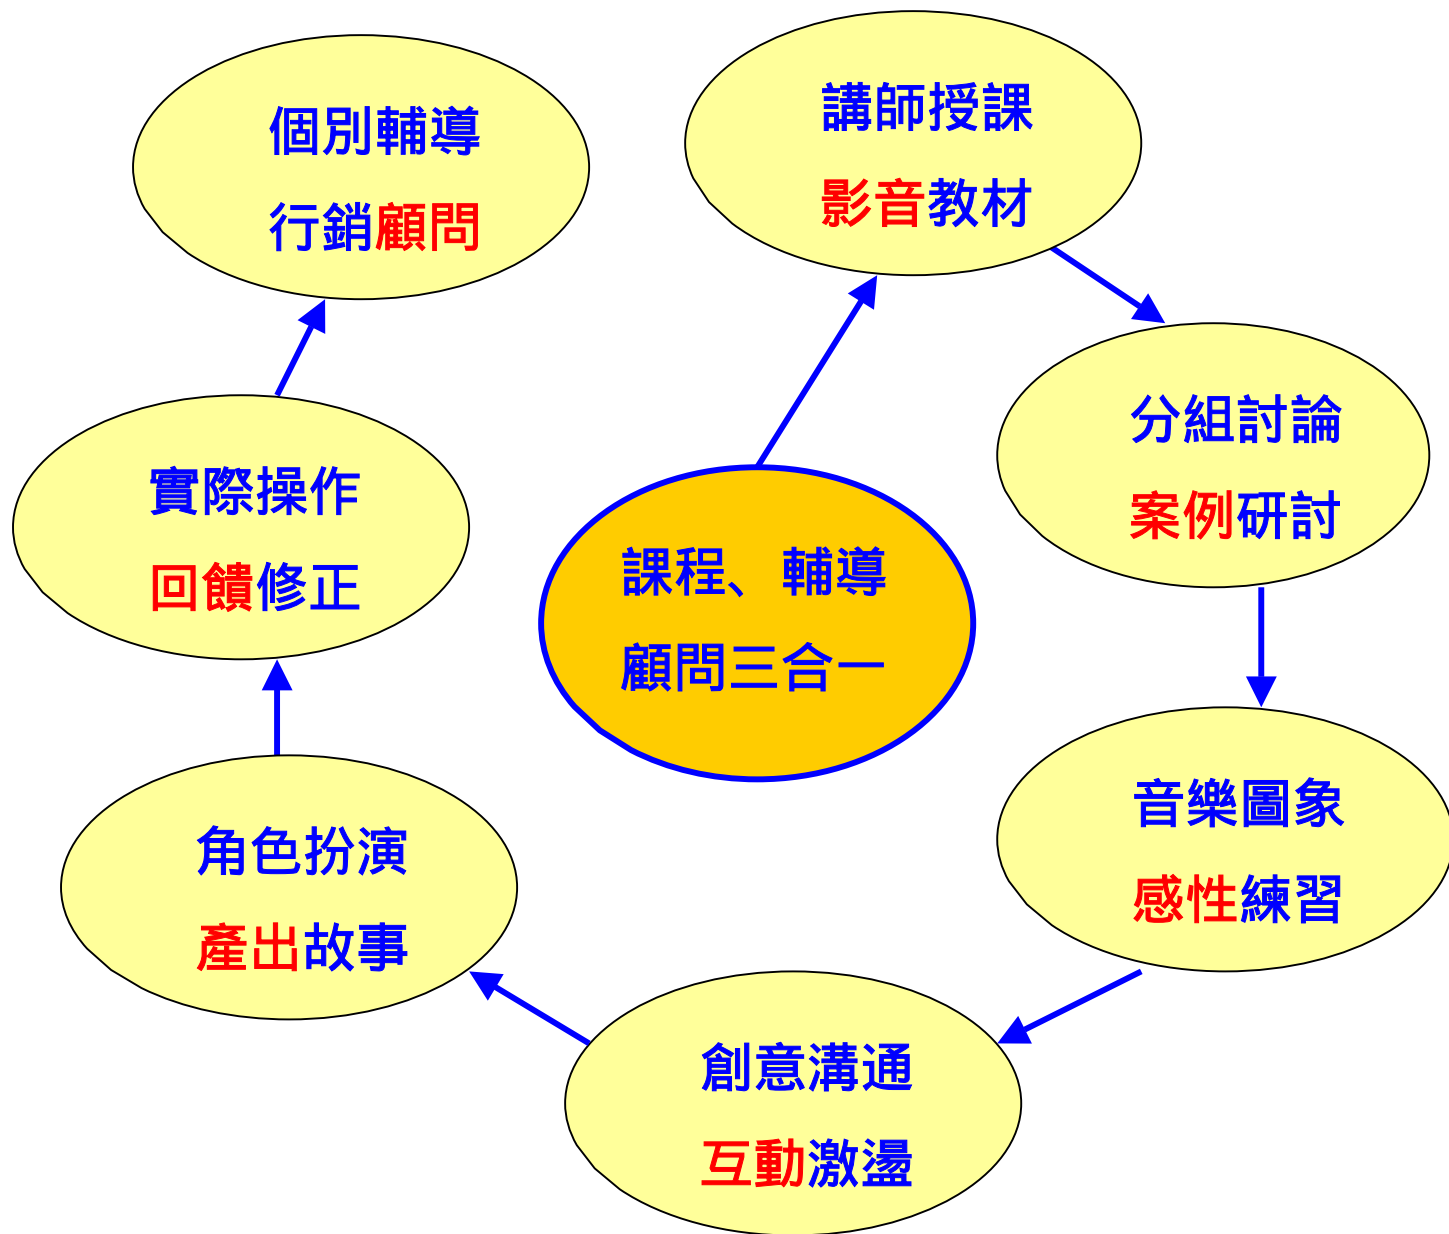 個別輔導
行銷顧問
講師授課
影音教材
分組討論
案例研討
實際操作
回饋修正
課程、輔導
顧問三合一
音樂圖象
感性練習
角色扮演
產出故事
創意溝通
互動激盪